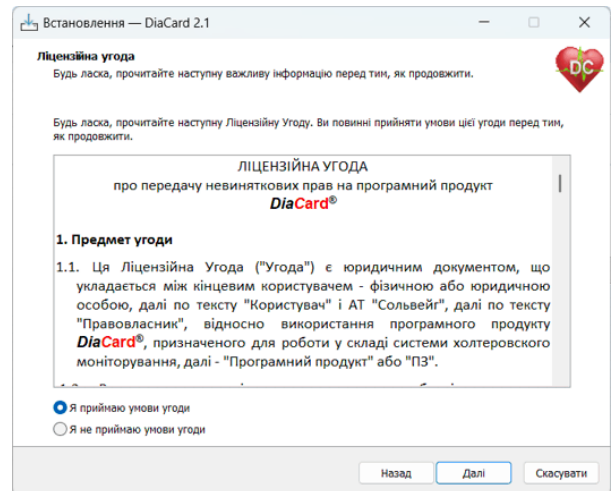 Встановлення — DiaCard 2.1
Ліцензійна угода
Будь ласка, прочитайте наступну важливу інформацію перед тим, як продовжити.
DC
Будь ласка, прочитайте наступну Ліцензійну Угоду. Ви повинні прийняти умови цієї угоди перед тим,
як продовжити.
ЛІЦЕНЗІЙНА УГОДА
про передачу невиняткових прав на програмний продукт
DiaCard®
1. Предмет угоди
1.1. Ця Ліцензійна Угода ("Угода") є юридичним документом, що
укладається між кінцевим користувачем - фізичною або юридичною
особою, далі по тексту "Користувач" і АТ "Сольвейг", далі по тексту
"Правовласник", відносно використання програмного продукту
DiaCard®, призначеного для роботи у складі системи холтеровского
моніторування, далі - "Програмний продукт" або "ПЗ".
Я приймаю умови угоди
Я не приймаю умови угоди
Назад Далі Скасувати